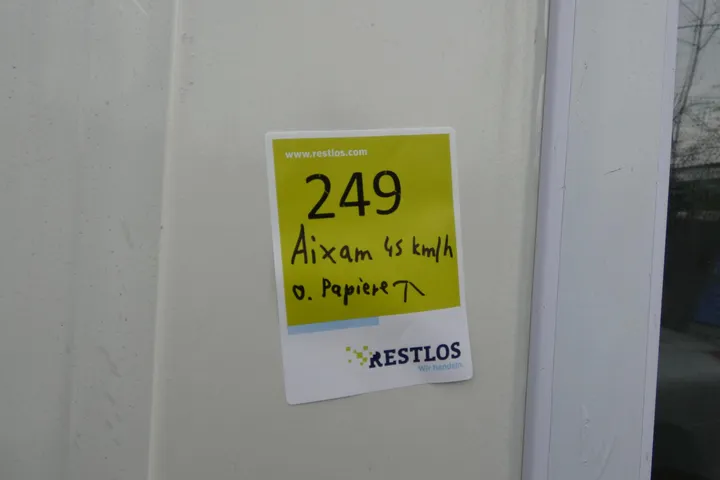 www.restlos.com
249
Aixam 45 km/h
o. Papiere ↗
RESTLOS
Wir handeln.